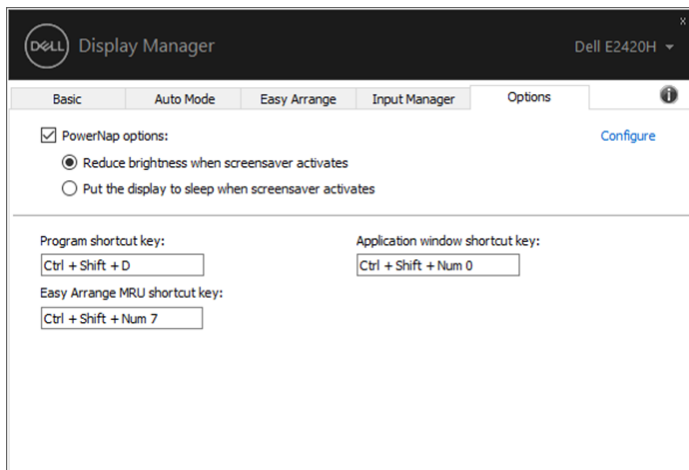 x
DELL Display Manager
Dell E2420H
Basic Auto Mode Easy Arrange Input Manager Options i
PowerNap options: Configure
Reduce brightness when screensaver activates
Put the display to sleep when screensaver activates
Program shortcut key: Application window shortcut key:
Ctrl + Shift + D Ctrl + Shift + Num 0
Easy Arrange MRU shortcut key:
Ctrl + Shift + Num 7